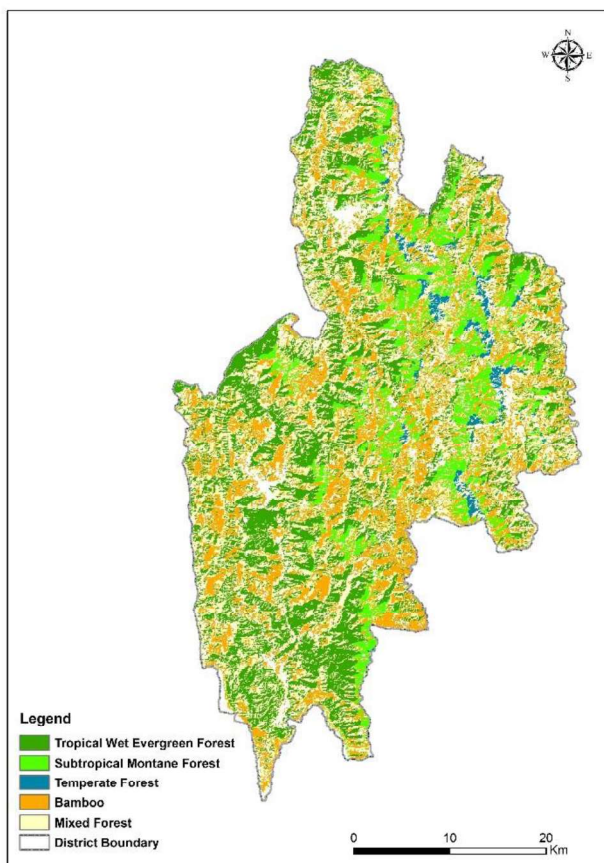 N
W E
S
Legend
Tropical Wet Evergreen Forest
Subtropical Montane Forest
Temperate Forest
Bamboo
Mixed Forest
District Boundary
0 10 20
Km